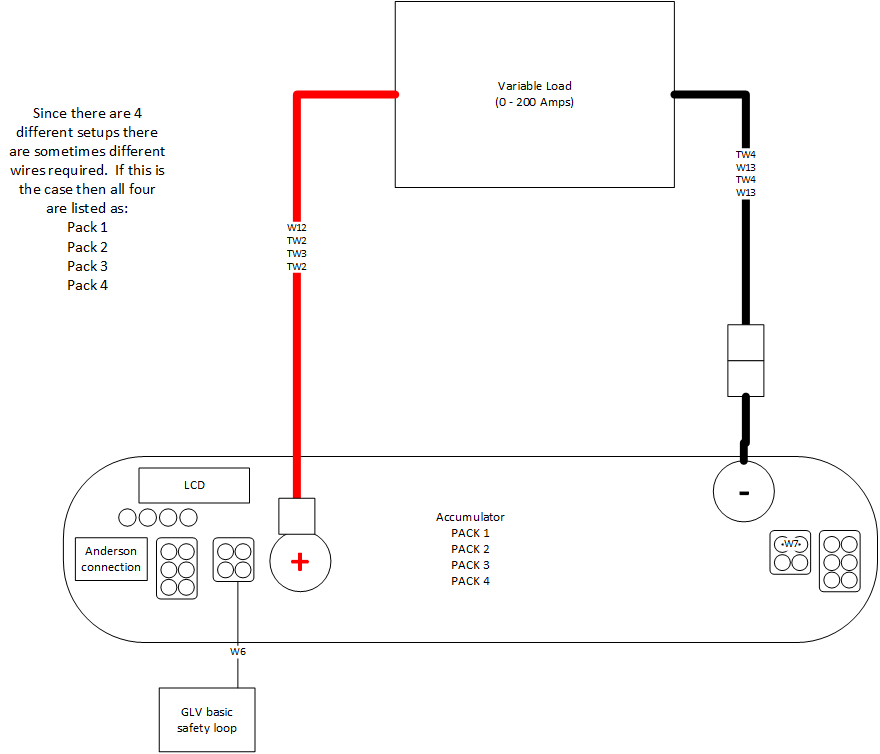 Variable Load
(0 - 200 Amps)
Since there are 4
different setups there
are sometimes different
wires required.  If this is
the case then all four
are listed as:
Pack 1
Pack 2
Pack 3
Pack 4
TW4
W13
TW4
W13
W12
TW2
TW3
TW2
LCD
-
Accumulator
PACK 1
PACK 2
PACK 3
PACK 4
Anderson
connection
+
W7
W6
GLV basic
safety loop